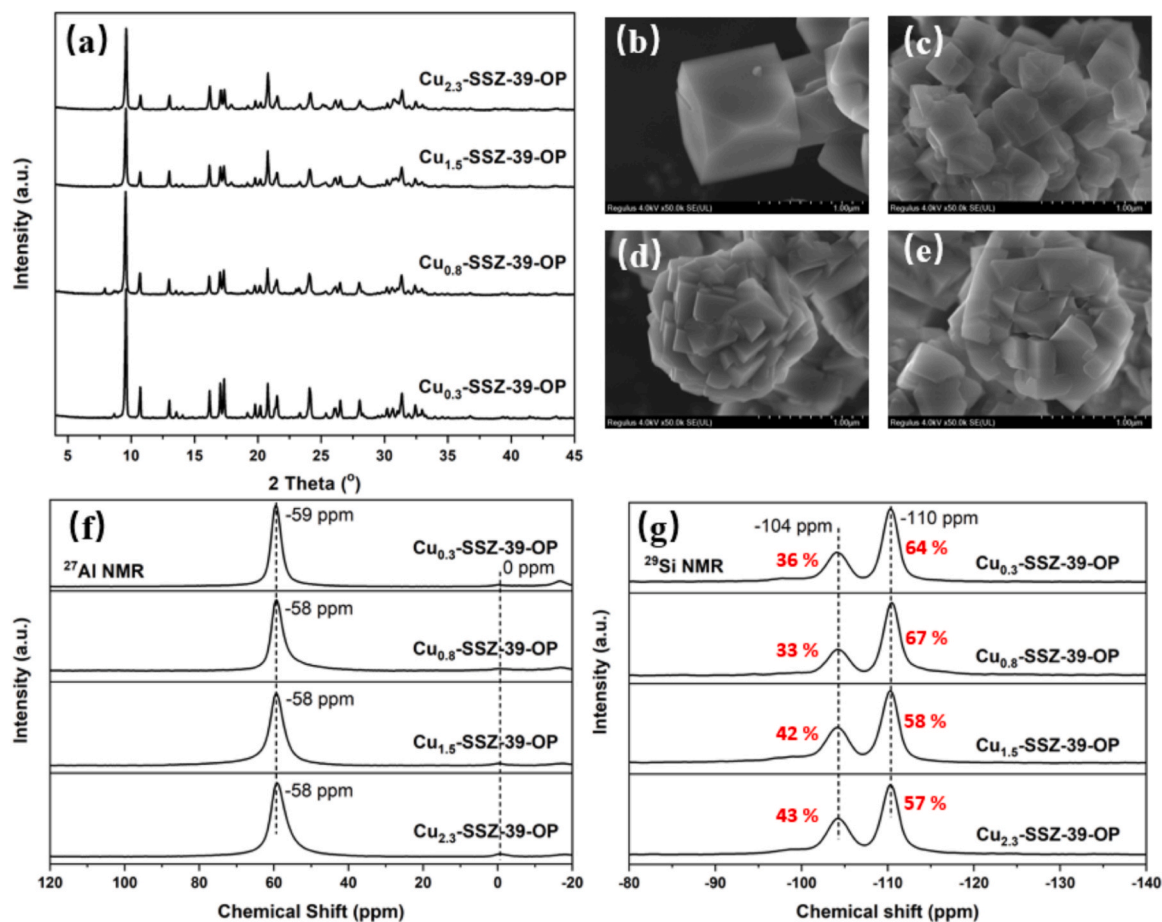 (a)
Cu2.3-SSZ-39-OP
Cu1.5-SSZ-39-OP
Cu0.8-SSZ-39-OP
Cu0.3-SSZ-39-OP
Intensity (a.u.)
5 10 15 20 25 30 35 40 45
2 Theta (°)
(b)
Regulus 4.0kV x50.0k SE(UL) 1.00μm
(c)
Regulus 4.0kV x50.0k SE(UL) 1.00μm
(d)
Regulus 4.0kV x50.0k SE(UL) 1.00μm
(e)
Regulus 4.0kV x50.0k SE(UL) 1.00μm
(f)
-59 ppm
27Al NMR
Cu0.3-SSZ-39-OP
0 ppm
-58 ppm
Cu0.8-SSZ-39-OP
-58 ppm
Cu1.5-SSZ-39-OP
-58 ppm
Cu2.3-SSZ-39-OP
Intensity (a.u.)
120 100 80 60 40 20 0 -20
Chemical Shift (ppm)
(g)
-104 ppm
-110 ppm
29Si NMR
36 %
64 %
Cu0.3-SSZ-39-OP
33 %
67 %
Cu0.8-SSZ-39-OP
42 %
58 %
Cu1.5-SSZ-39-OP
43 %
57 %
Cu2.3-SSZ-39-OP
Intensity (a.u.)
-80 -90 -100 -110 -120 -130 -140
Chemical shift (ppm)